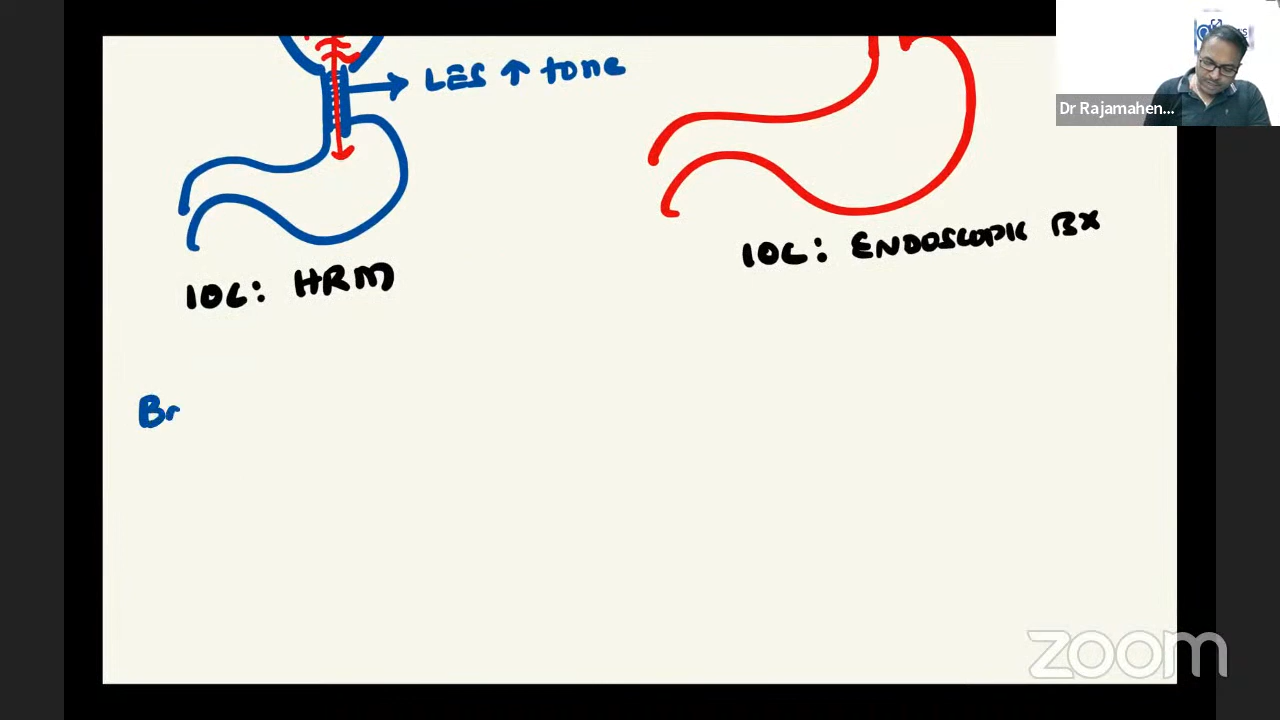 LES ↑ tone
Dr Rajamahen...
IOC: ENDOSCOPIC BX
IOC: HRM
Br
zoom